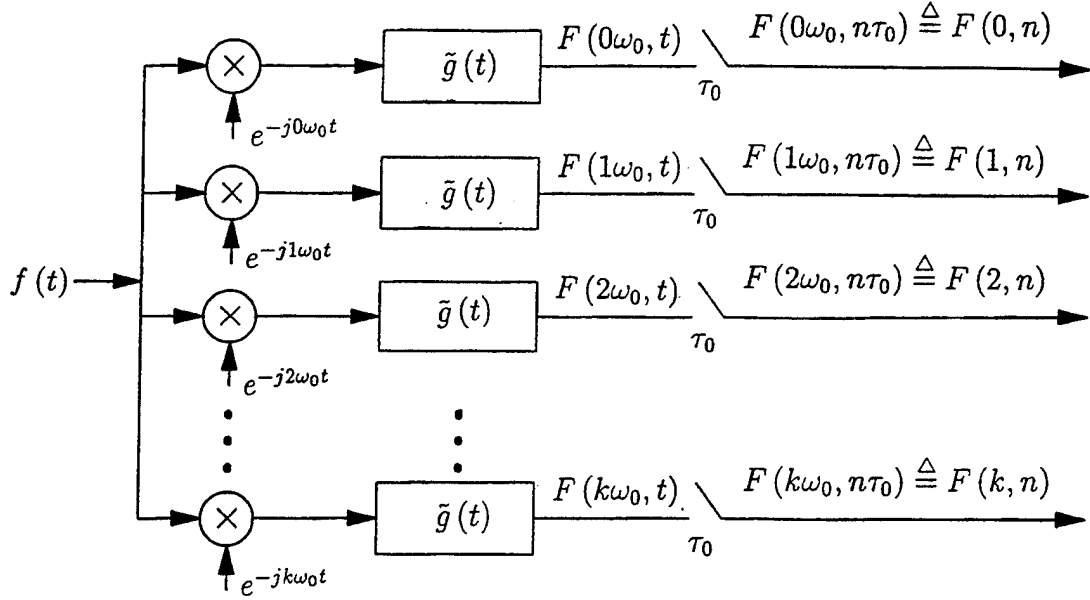 F (0ω₀, t) F (0ω₀, nτ₀) ≜ F (0, n)
× g̃ (t) τ₀
e^{-j0ω₀t}
F (1ω₀, t) F (1ω₀, nτ₀) ≜ F (1, n)
× g̃ (t) τ₀
e^{-j1ω₀t}
f (t)
F (2ω₀, t) F (2ω₀, nτ₀) ≜ F (2, n)
× g̃ (t) τ₀
e^{-j2ω₀t}
F (kω₀, t) F (kω₀, nτ₀) ≜ F (k, n)
× g̃ (t) τ₀
e^{-jkω₀t}